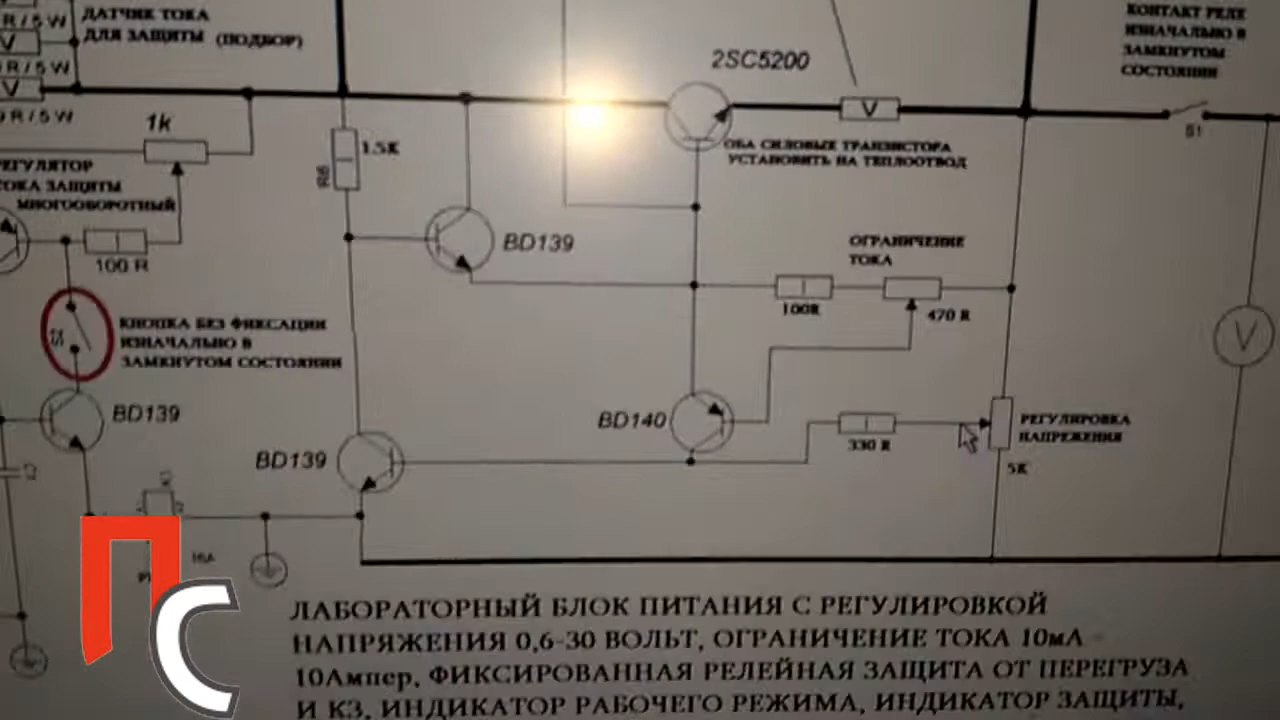 R/5W
ДАТЧИК ТОКА
ДЛЯ ЗАЩИТЫ (ПОДБОР)
V
R/5W
V
R/5W
1k
РЕГУЛЯТОР
ТОКА ЗАЩИТЫ
МНОГООБОРОТНЫЙ
100 R
R6
1.5K
BD139
2SC5200
V
ОБА СИЛОВЫХ ТРАНЗИСТОРА
УСТАНОВИТЬ НА ТЕПЛООТВОД
КОНТАКТ РЕЛЕ
ИЗНАЧАЛЬНО В
ЗАМКНУТОМ
СОСТОЯНИИ
S1
ОГРАНИЧЕНИЕ
ТОКА
100R
470 R
КНОПКА БЕЗ ФИКСАЦИИ
ИЗНАЧАЛЬНО В
ЗАМКНУТОМ СОСТОЯНИИ
V
BD139
BD139
BD140
330 R
РЕГУЛИРОВКА
НАПРЯЖЕНИЯ
5K
16A
ПС
ЛАБОРАТОРНЫЙ БЛОК ПИТАНИЯ С РЕГУЛИРОВКОЙ
НАПРЯЖЕНИЯ 0,6-30 ВОЛЬТ, ОГРАНИЧЕНИЕ ТОКА 10мА -
10Ампер, ФИКСИРОВАННАЯ РЕЛЕЙНАЯ ЗАЩИТА ОТ ПЕРЕГРУЗА
И КЗ, ИНДИКАТОР РАБОЧЕГО РЕЖИМА, ИНДИКАТОР ЗАЩИТЫ,